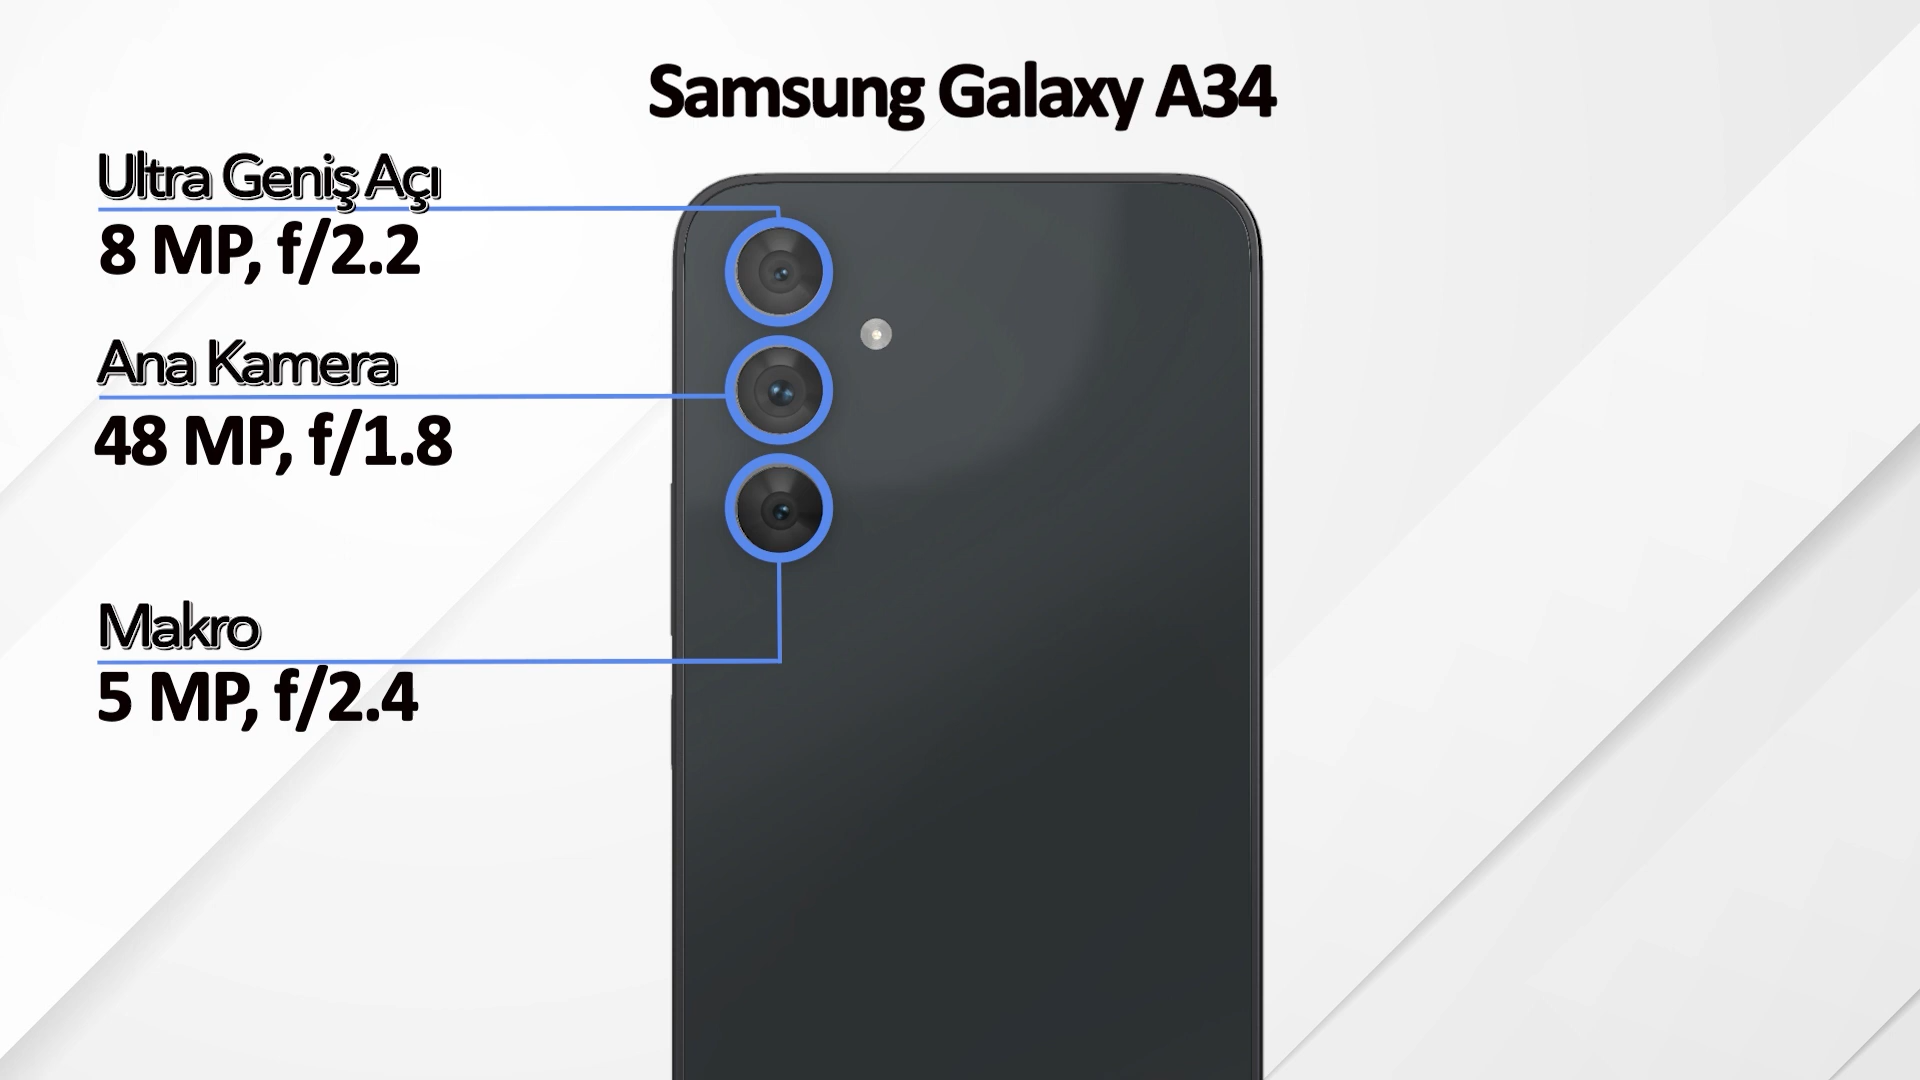 Samsung Galaxy A34
Ultra Geniş Açı
8 MP, f/2.2
Ana Kamera
48 MP, f/1.8
Makro
5 MP, f/2.4